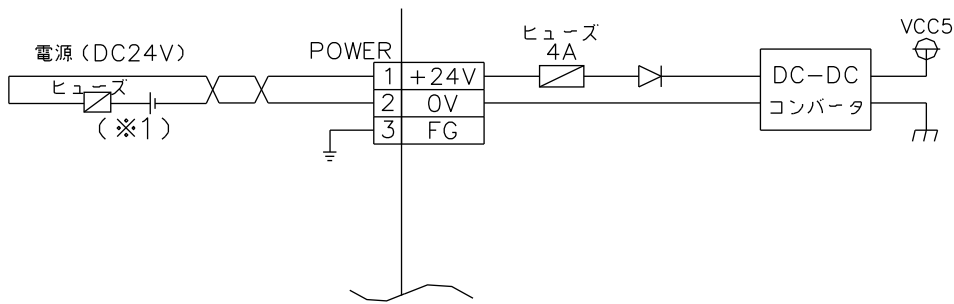 電源(DC24V)
ヒューズ
(※1)
POWER
1 +24V
2 0V
3 FG
ヒューズ
4A
DC-DC
コンバータ
VCC5